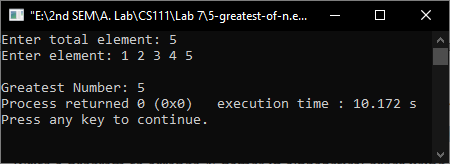 "E:\2nd SEM\A. Lab\CS111\Lab 7\5-greatest-of-n.e...
Enter total element: 5
Enter element: 1 2 3 4 5
Greatest Number: 5
Process returned 0 (0x0)   execution time : 10.172 s
Press any key to continue.